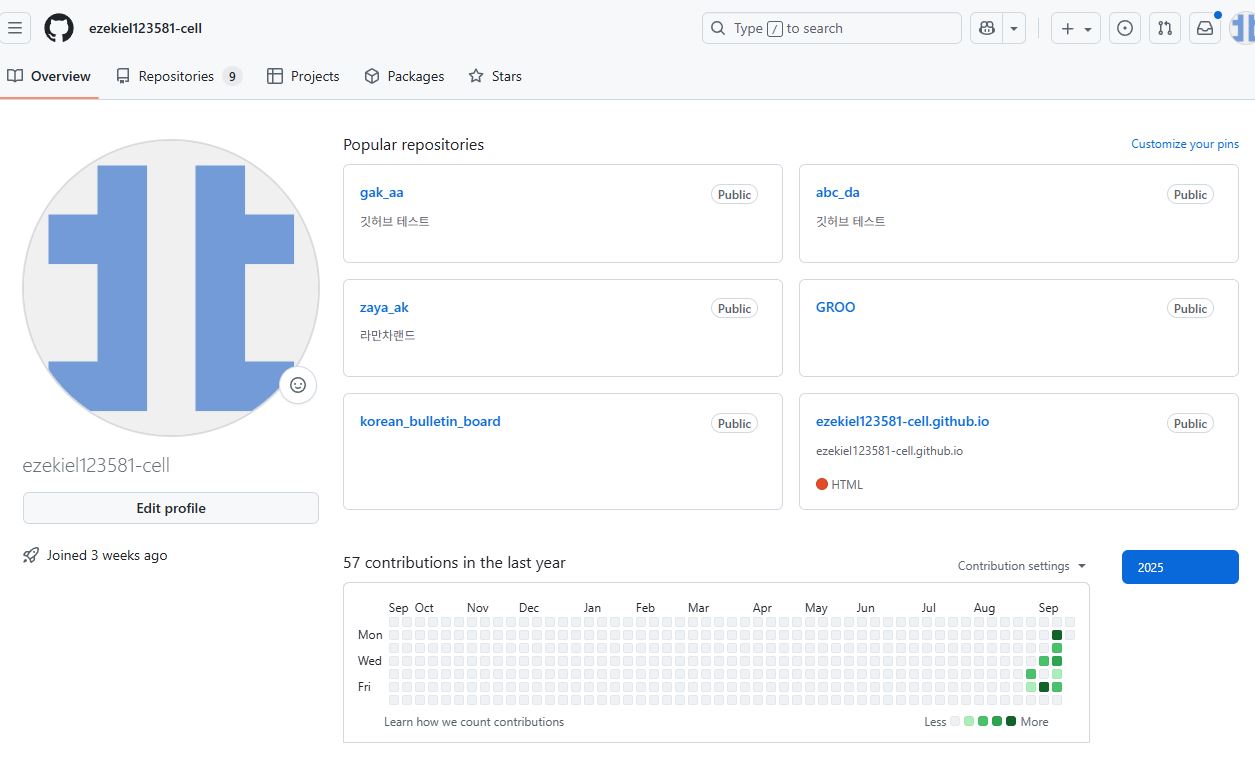 ezekiel123581-cell
Type / to search
Overview
Repositories 9
Projects
Packages
Stars
ezekiel123581-cell
Edit profile
Joined 3 weeks ago
Popular repositories
Customize your pins
gak_aa Public
깃허브 테스트
abc_da Public
깃허브 테스트
zaya_ak Public
라만차랜드
GROO Public
korean_bulletin_board Public
ezekiel123581-cell.github.io Public
ezekiel123581-cell.github.io
HTML
57 contributions in the last year
Contribution settings
2025
Sep Oct Nov Dec Jan Feb Mar Apr May Jun Jul Aug Sep
Mon
Wed
Fri
Learn how we count contributions
Less More